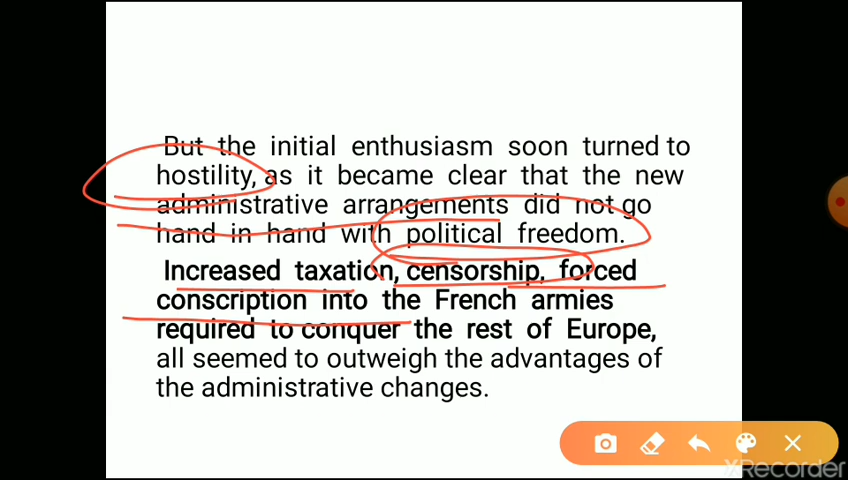 But the initial enthusiasm soon turned to
hostility, as it became clear that the new
administrative arrangements did not go
hand in hand with political freedom.
Increased taxation, censorship, forced
conscription into the French armies
required to conquer the rest of Europe,
all seemed to outweigh the advantages of
the administrative changes.
XRecorder